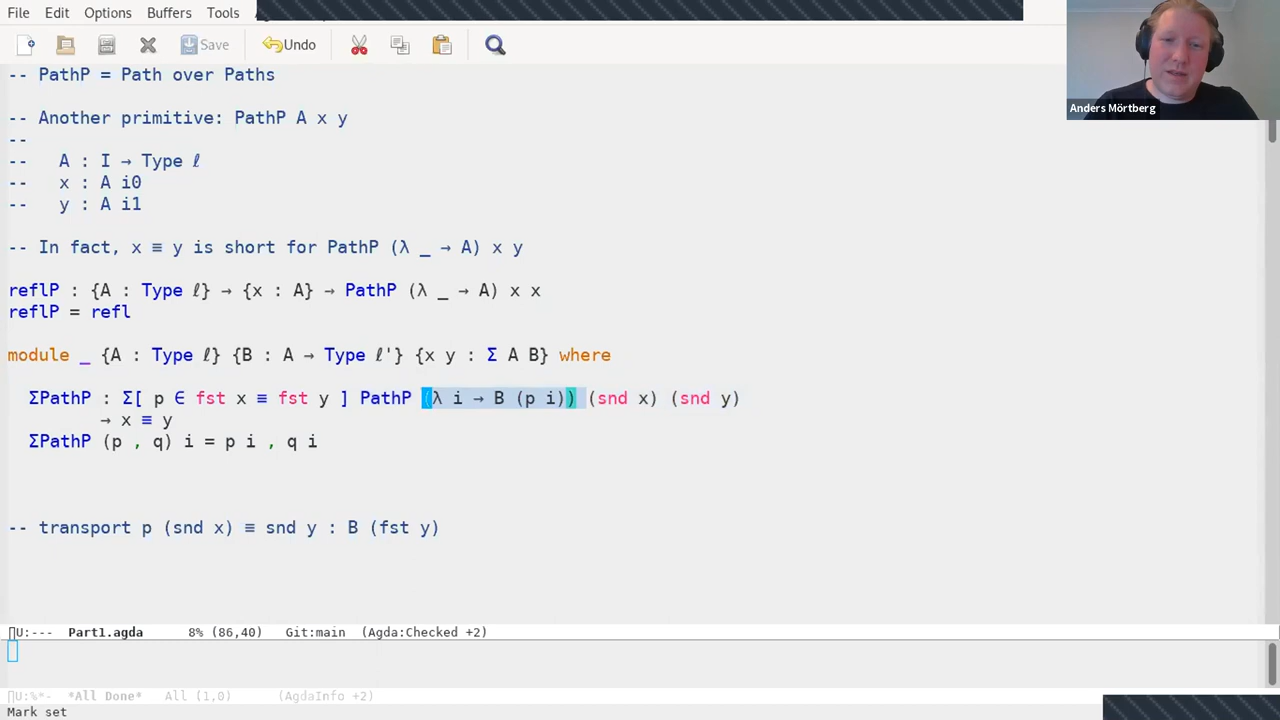 File Edit Options Buffers Tools
Save Undo
Anders Mörtberg
-- PathP = Path over Paths
-- Another primitive: PathP A x y
--
--   A : I → Type ℓ
--   x : A i0
--   y : A i1
-- In fact, x ≡ y is short for PathP (λ _ → A) x y
reflP : {A : Type ℓ} → {x : A} → PathP (λ _ → A) x x
reflP = refl
module _ {A : Type ℓ} {B : A → Type ℓ'} {x y : Σ A B} where
  ΣPathP : Σ[ p ∈ fst x ≡ fst y ] PathP (λ i → B (p i)) (snd x) (snd y)
         → x ≡ y
  ΣPathP (p , q) i = p i , q i
-- transport p (snd x) ≡ snd y : B (fst y)
U:--- Part1.agda 8% (86,40) Git:main (Agda:Checked +2)
U:%*- *All Done* All (1,0) (AgdaInfo +2)
Mark set